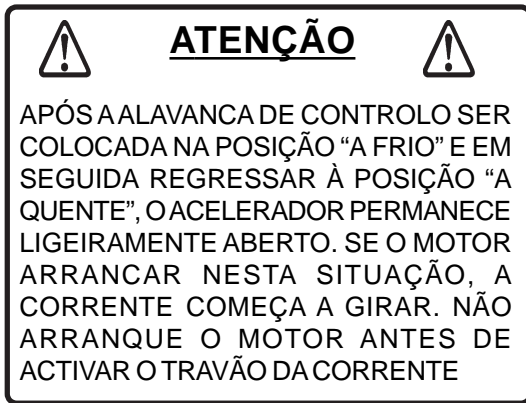 ATENÇÃO
APÓS A ALAVANCA DE CONTROLO SER
COLOCADA NA POSIÇÃO “A FRIO” E EM
SEGUIDA REGRESSAR À POSIÇÃO “A
QUENTE”, O ACELERADOR PERMANECE
LIGEIRAMENTE ABERTO. SE O MOTOR
ARRANCAR NESTA SITUAÇÃO, A
CORRENTE COMEÇA A GIRAR. NÃO
ARRANQUE O MOTOR ANTES DE
ACTIVAR O TRAVÃO DA CORRENTE